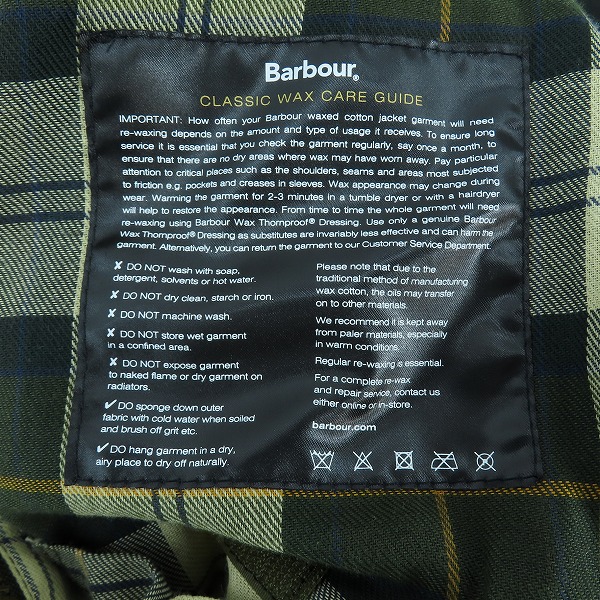 Barbour®
CLASSIC WAX CARE GUIDE
IMPORTANT: How often your Barbour waxed cotton jacket garment will need
re-waxing depends on the amount and type of usage it receives. To ensure long
service it is essential that you check the garment regularly, say once a month, to
ensure that there are no dry areas where wax may have worn away. Pay particular
attention to critical places such as the shoulders, seams and areas most subjected
to friction e.g. pockets and creases in sleeves. Wax appearance may change during
wear. Warming the garment for 2-3 minutes in a tumble dryer or with a hairdryer
will help to restore the appearance. From time to time the whole garment will need
re-waxing using Barbour Wax Thornproof® Dressing. Use only a genuine Barbour
Wax Thornproof® Dressing as substitutes are invariably less effective and can harm the
garment. Alternatively, you can return the garment to our Customer Service Department.
✘ DO NOT wash with soap,
detergent, solvents or hot water.
✘ DO NOT dry clean, starch or iron.
✘ DO NOT machine wash.
✘ DO NOT store wet garment
in a confined area.
✘ DO NOT expose garment
to naked flame or dry garment on
radiators.
✔ DO sponge down outer
fabric with cold water when soiled
and brush off grit etc.
✔ DO hang garment in a dry,
airy place to dry off naturally.
Please note that due to the
traditional method of manufacturing
wax cotton, the oils may transfer
on to other materials.
We recommend it is kept away
from paler materials, especially
in warm conditions.
Regular re-waxing is essential.
For a complete re-wax
and repair service, contact us
either online or in-store.
barbour.com